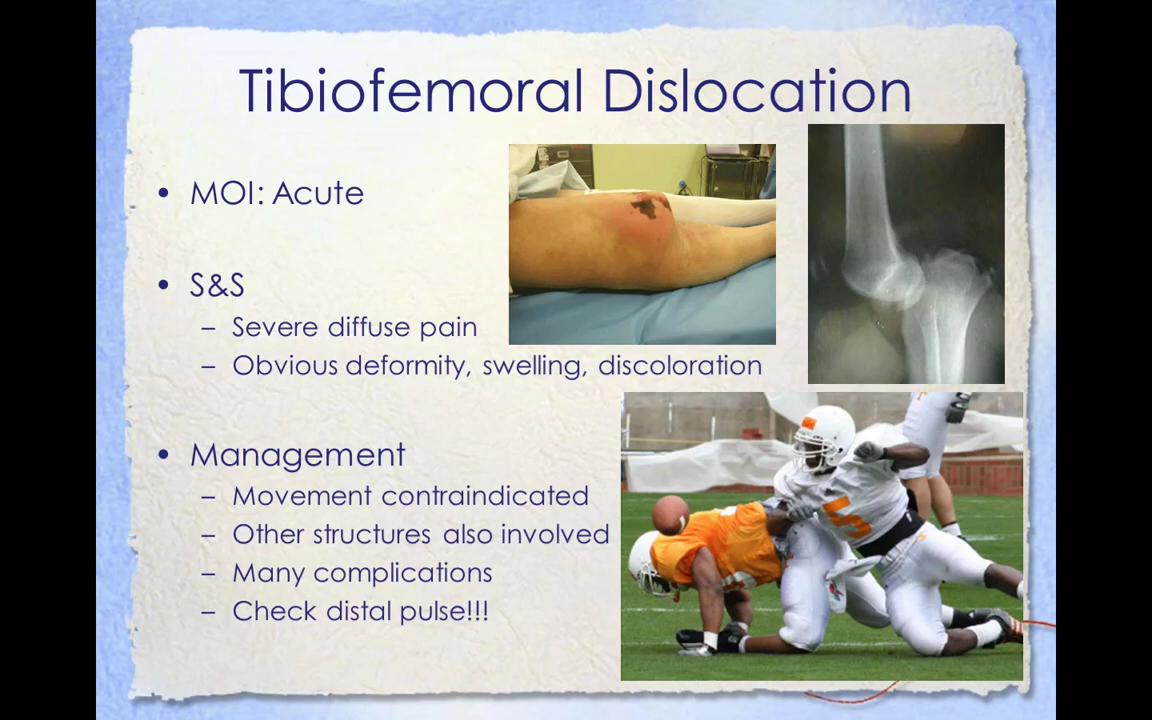 Tibiofemoral Dislocation
• MOI: Acute
• S&S
– Severe diffuse pain
– Obvious deformity, swelling, discoloration
• Management
– Movement contraindicated
– Other structures also involved
– Many complications
– Check distal pulse!!!
5